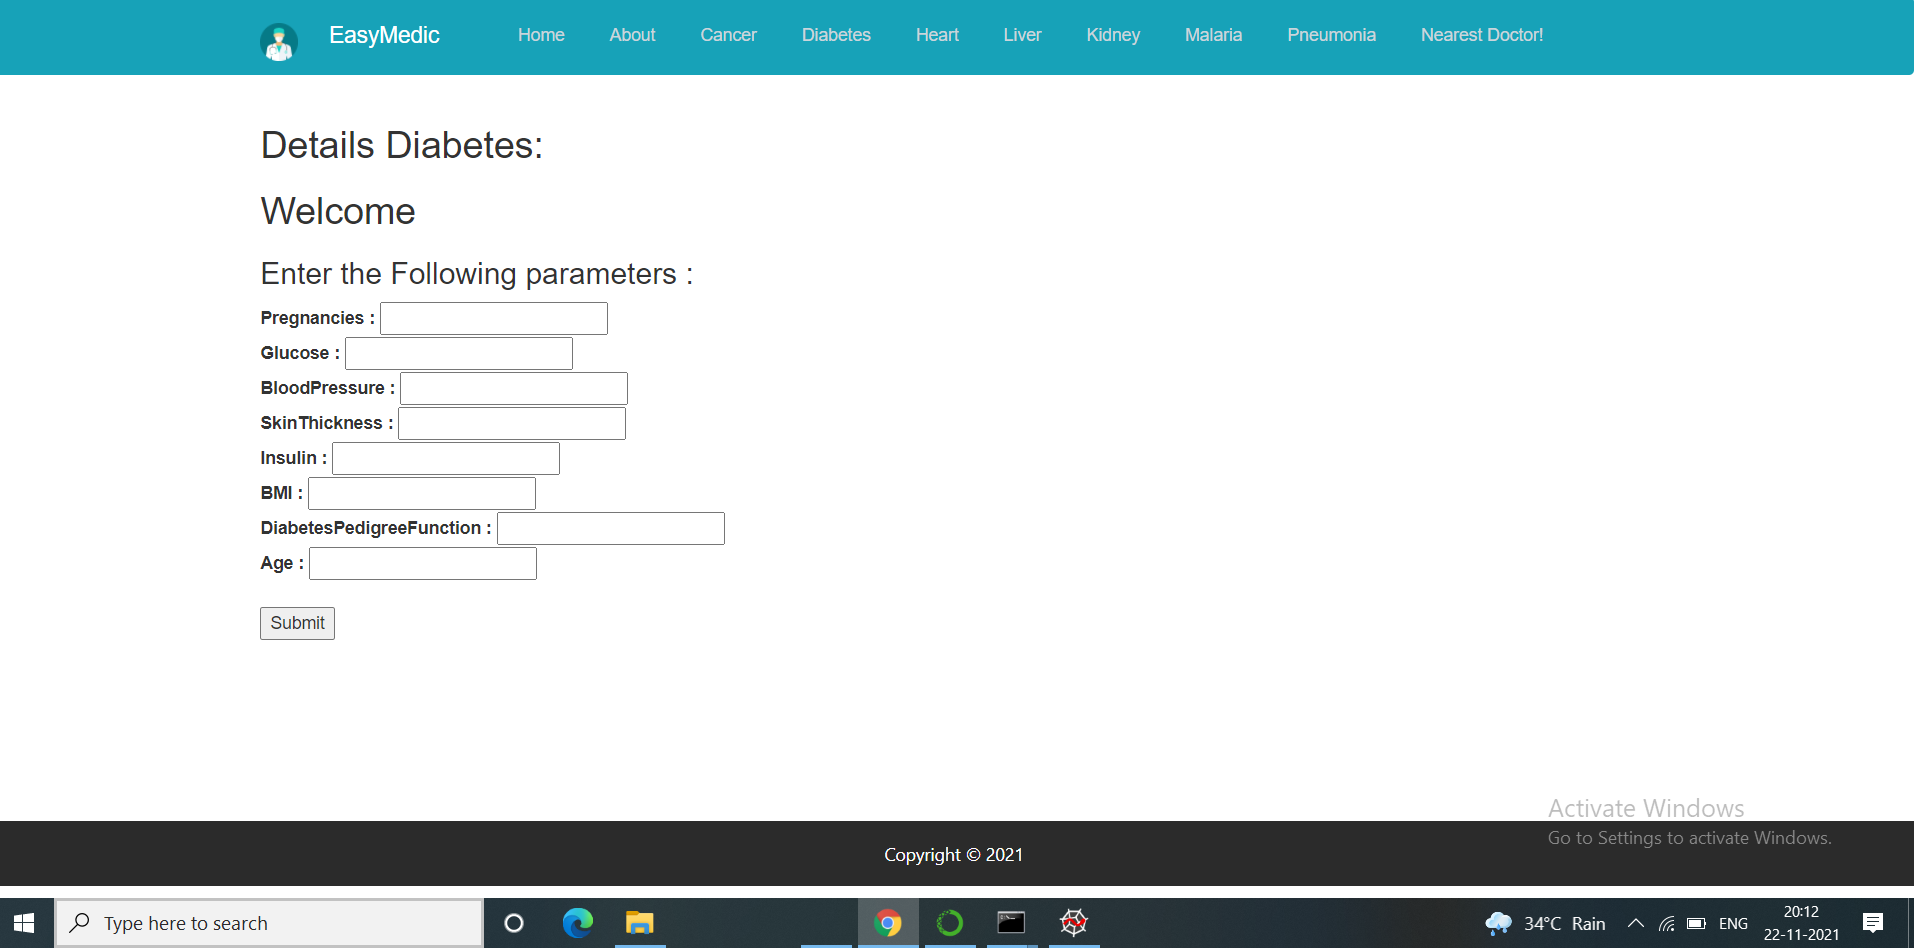 EasyMedic Home About Cancer Diabetes Heart Liver Kidney Malaria Pneumonia Nearest Doctor!
Details Diabetes:
Welcome
Enter the Following parameters :
Pregnancies :
Glucose :
BloodPressure :
SkinThickness :
Insulin :
BMI :
DiabetesPedigreeFunction :
Age :
Submit
Activate Windows
Go to Settings to activate Windows.
Copyright © 2021
Type here to search
34°C Rain
ENG
20:12
22-11-2021